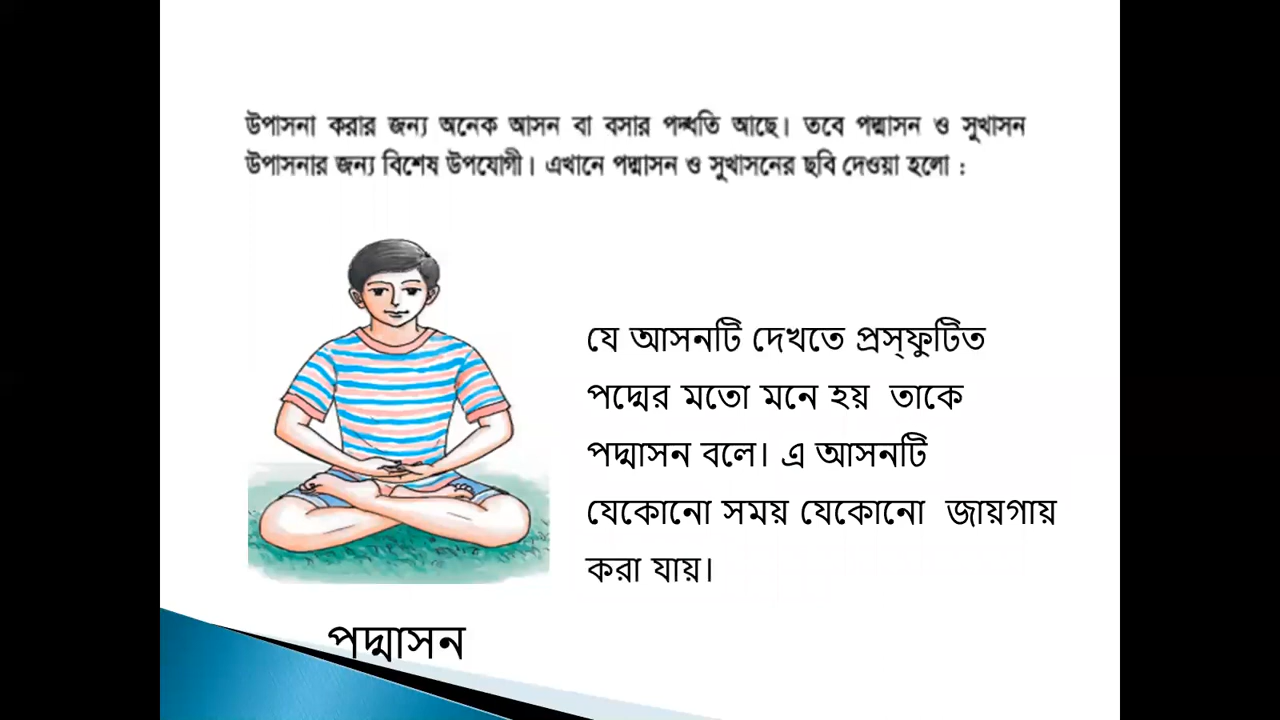 উপাসনা করার জন্য অনেক আসন বা বসার পদ্ধতি আছে। তবে পদ্মাসন ও সুখাসন
উপাসনার জন্য বিশেষ উপযোগী। এখানে পদ্মাসন ও সুখাসনের ছবি দেওয়া হলো :
যে আসনটি দেখতে প্রস্ফুটিত
পদ্মের মতো মনে হয় তাকে
পদ্মাসন বলে। এ আসনটি
যেকোনো সময় যেকোনো জায়গায়
করা যায়।
পদ্মাসন